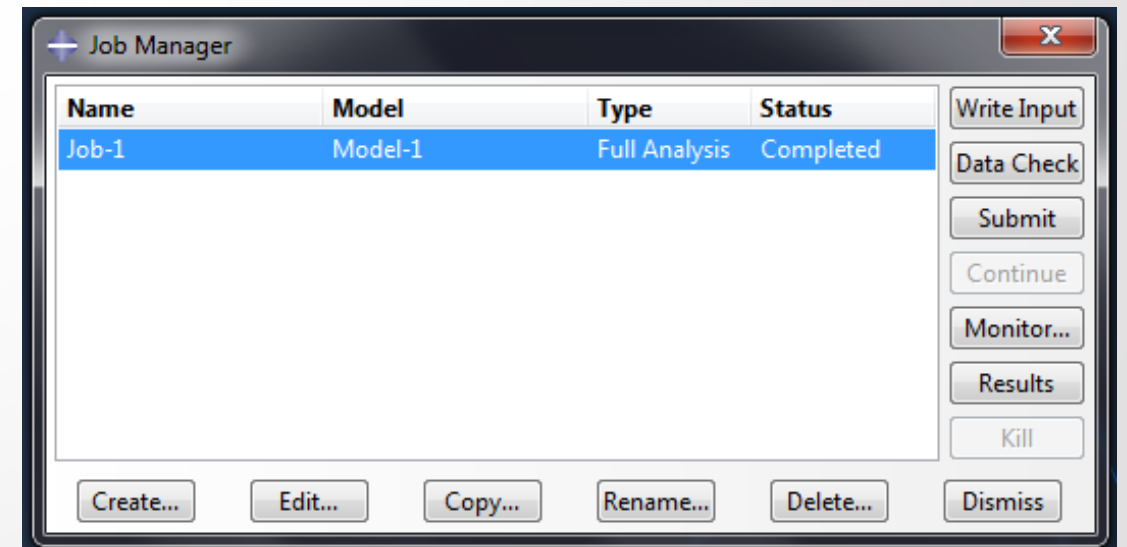 Job Manager
Name Model Type Status
Job-1 Model-1 Full Analysis Completed
Write Input
Data Check
Submit
Continue
Monitor...
Results
Kill
Create... Edit... Copy... Rename... Delete... Dismiss